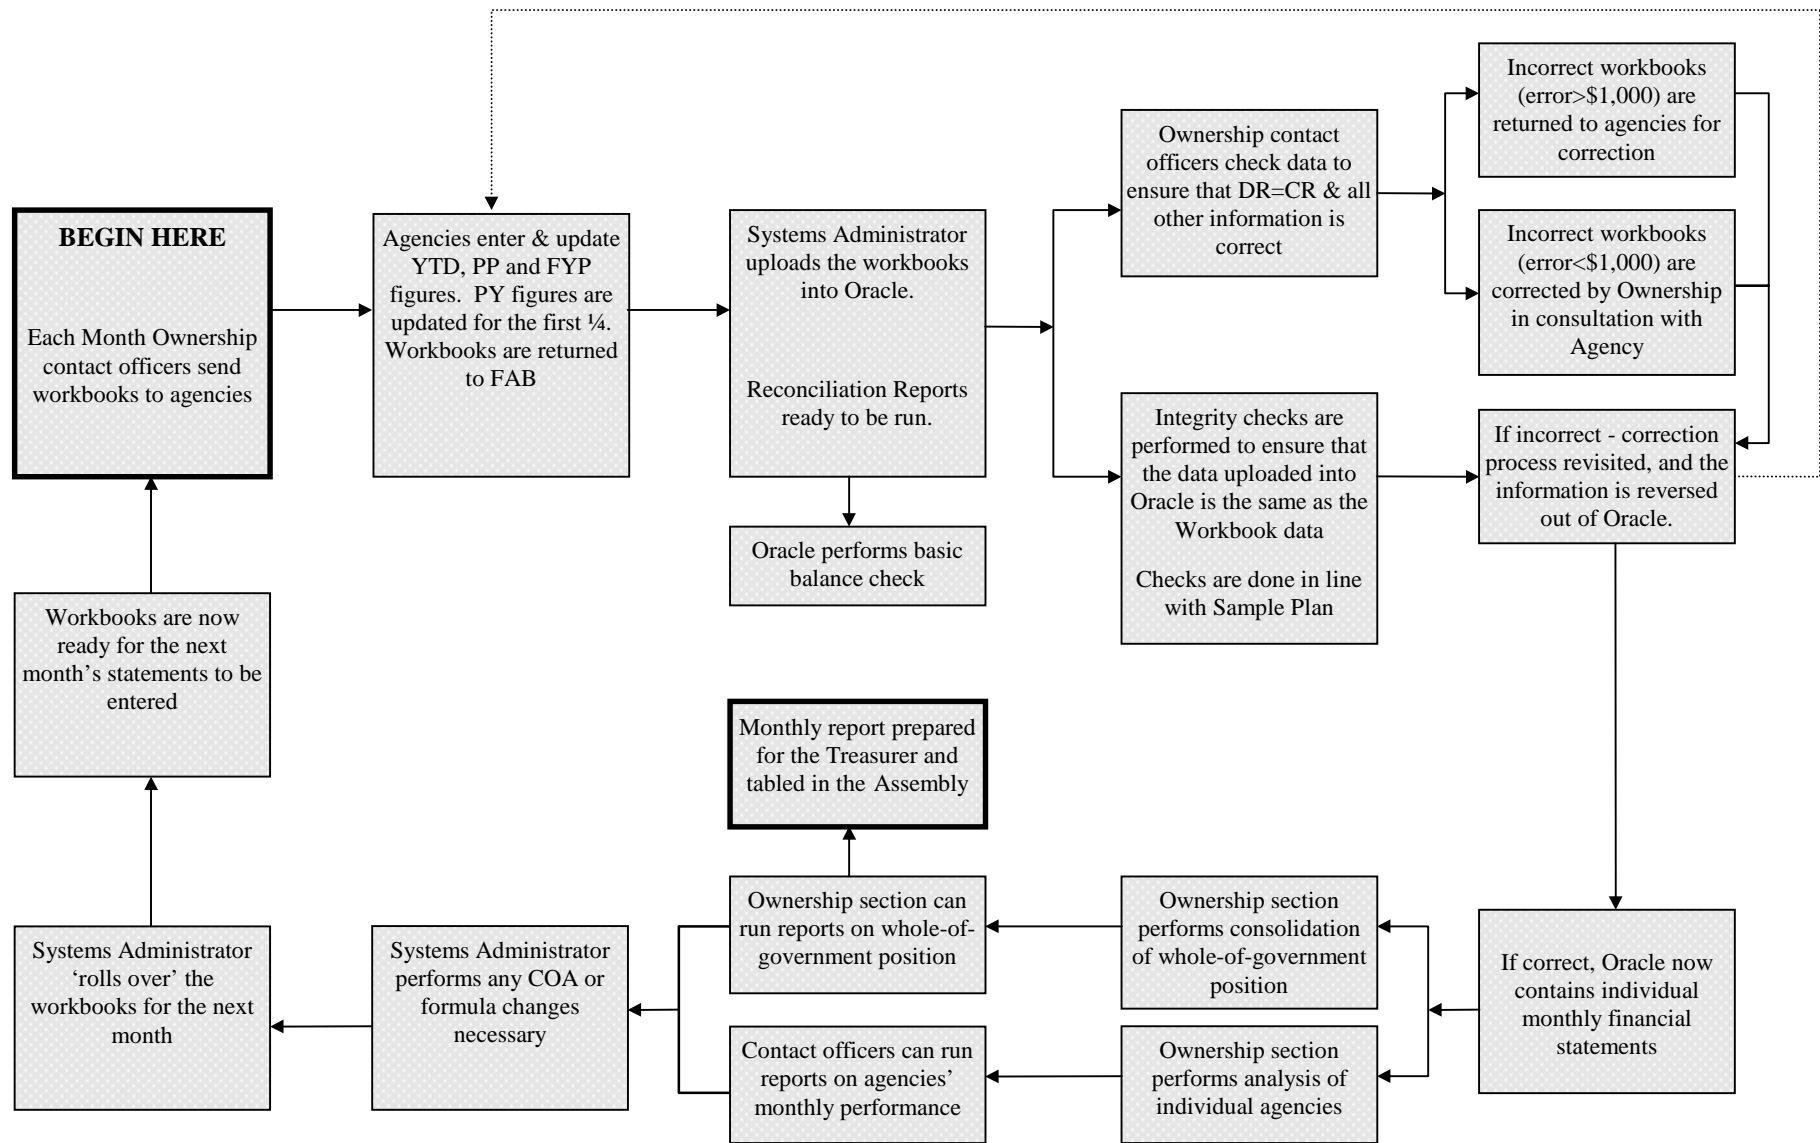 BEGIN HERE
Each Month Ownership
contact officers send
workbooks to agencies
Agencies enter & update
YTD, PP and FYP
figures.  PY figures are
updated for the first ¼.
Workbooks are returned
to FAB
Systems Administrator
uploads the workbooks
into Oracle.
Reconciliation Reports
ready to be run.
Oracle performs basic
balance check
Ownership contact
officers check data to
ensure that DR=CR & all
other information is
correct
Incorrect workbooks
(error>$1,000) are
returned to agencies for
correction
Incorrect workbooks
(error<$1,000) are
corrected by Ownership
in consultation with
Agency
Integrity checks are
performed to ensure that
the data uploaded into
Oracle is the same as the
Workbook data
Checks are done in line
with Sample Plan
If incorrect - correction
process revisited, and the
information is reversed
out of Oracle.
If correct, Oracle now
contains individual
monthly financial
statements
Ownership section
performs consolidation
of whole-of-government
position
Ownership section
performs analysis of
individual agencies
Ownership section can
run reports on whole-of-
government position
Contact officers can run
reports on agencies’
monthly performance
Monthly report prepared
for the Treasurer and
tabled in the Assembly
Systems Administrator
performs any COA or
formula changes
necessary
Systems Administrator
‘rolls over’ the
workbooks for the next
month
Workbooks are now
ready for the next
month’s statements to be
entered